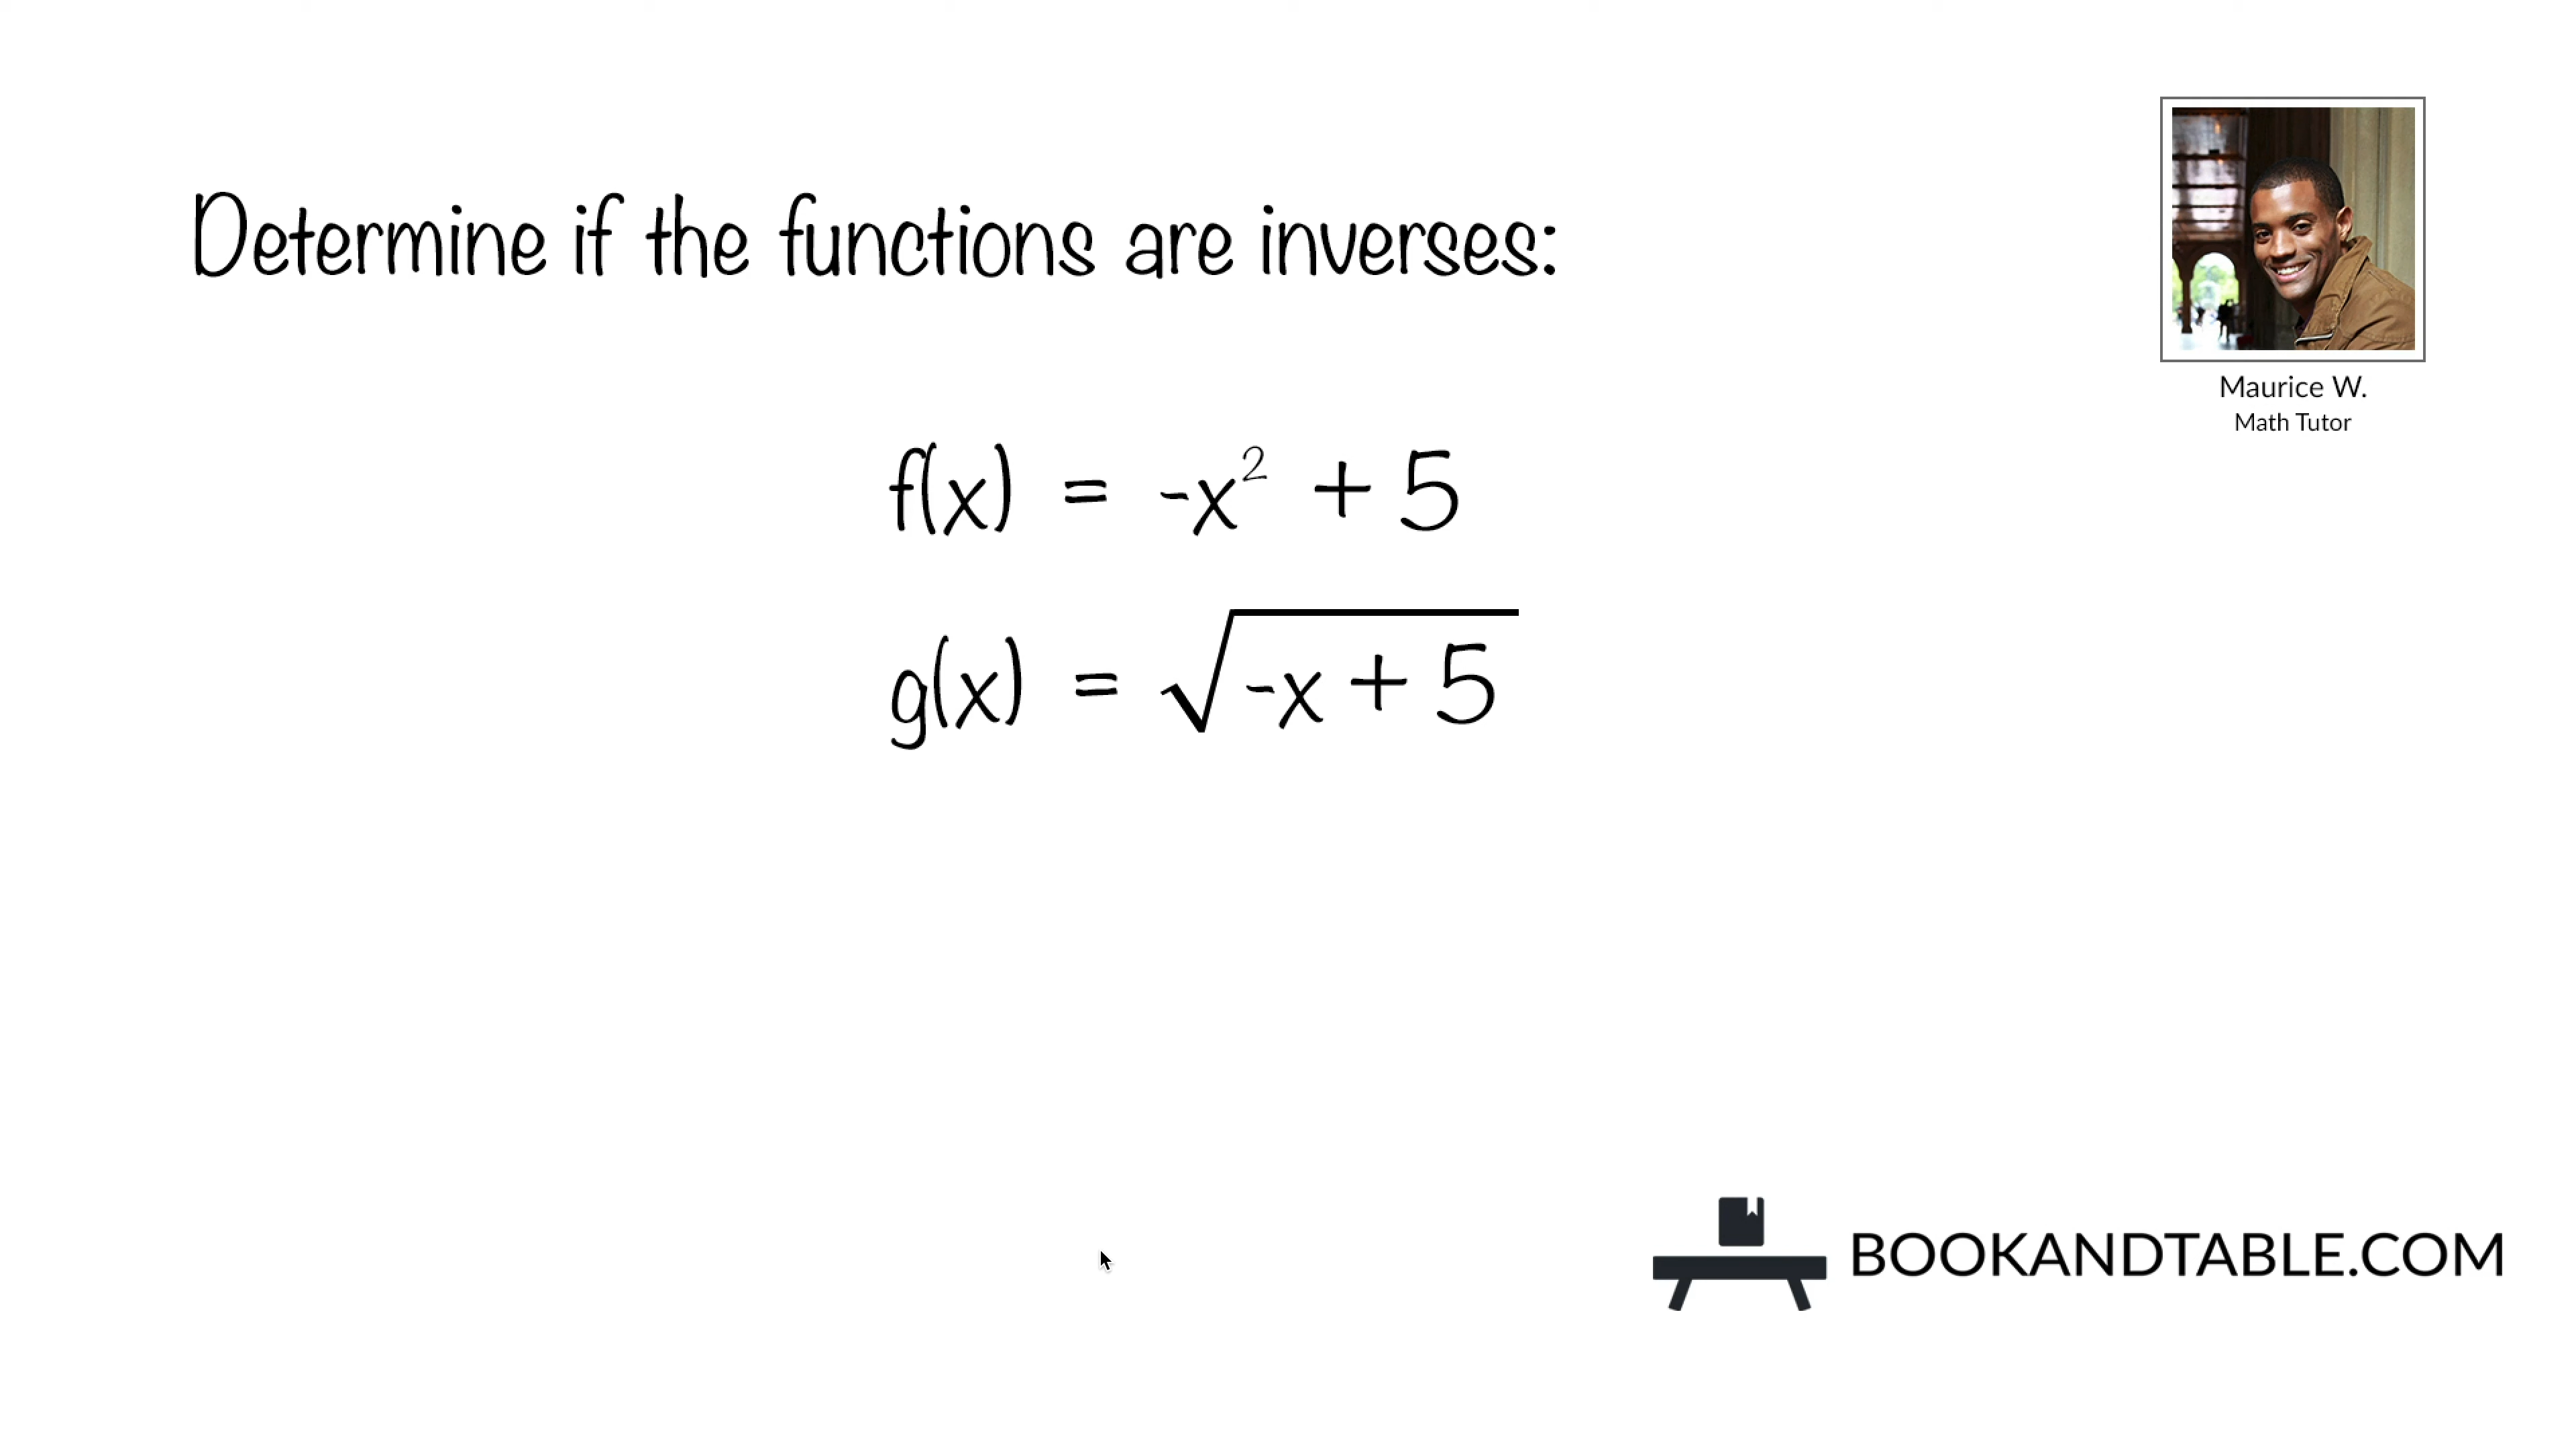 Determine if the functions are inverses:
Maurice W.
Math Tutor
f(x) = -x² + 5
g(x) = √-x + 5
BOOKANDTABLE.COM